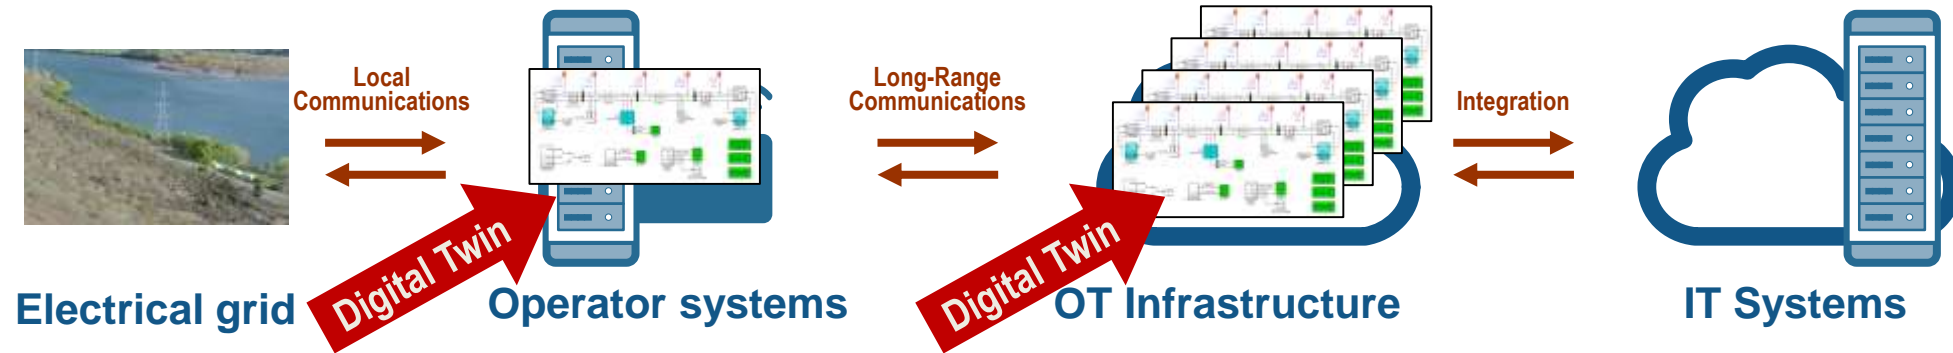 Local
Communications
Long-Range
Communications
Integration
Digital Twin
Digital Twin
Electrical grid
Operator systems
OT Infrastructure
IT Systems